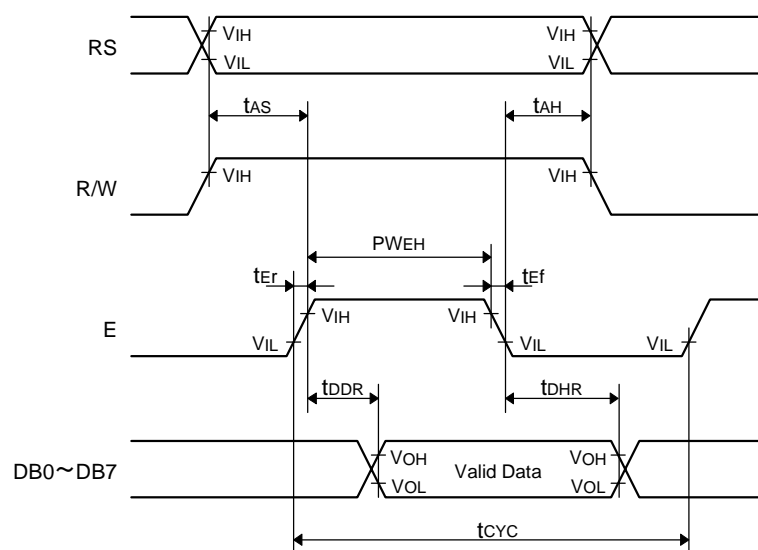 RS
VIH
VIL
VIH
VIL
tAS
tAH
R/W
VIH
VIH
PWEH
tEr
tEf
E
VIH
VIL
VIH
VIL
VIL
tDDR
tDHR
DB0～DB7
VOH
VOL
Valid Data
VOH
VOL
tCYC